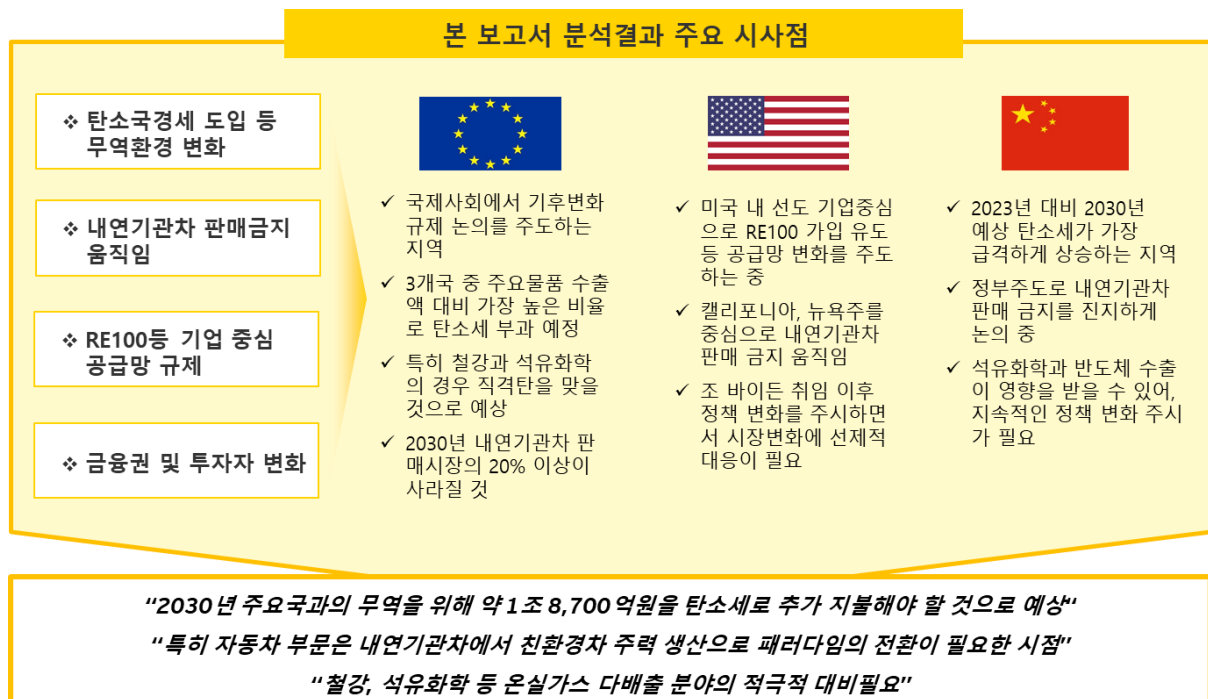 본 보고서 분석결과 주요 시사점
❖ 탄소국경세 도입 등
무역환경 변화
❖ 내연기관차 판매금지
움직임
❖ RE100등 기업 중심
공급망 규제
❖ 금융권 및 투자자 변화
✓ 국제사회에서 기후변화
규제 논의를 주도하는
지역
✓ 3개국 중 주요물품 수출
액 대비 가장 높은 비율
로 탄소세 부과 예정
✓ 특히 철강과 석유화학
의 경우 직격탄을 맞을
것으로 예상
✓ 2030년 내연기관차 판
매시장의 20% 이상이
사라질 것
✓ 미국 내 선도 기업중심
으로 RE100 가입 유도
등 공급망 변화를 주도
하는 중
✓ 캘리포니아, 뉴욕주를
중심으로 내연기관차
판매 금지 움직임
✓ 조 바이든 취임 이후
정책 변화를 주시하면
서 시장변화에 선제적
대응이 필요
✓ 2023년 대비 2030년
예상 탄소세가 가장
급격하게 상승하는 지역
✓ 정부주도로 내연기관차
판매 금지를 진지하게
논의 중
✓ 석유화학과 반도체 수출
이 영향을 받을 수 있어,
지속적인 정책 변화 주시
가 필요
“2030년 주요국과의 무역을 위해 약 1조 8,700억원을 탄소세로 추가 지불해야 할 것으로 예상“
“특히 자동차 부문은 내연기관차에서 친환경차 주력 생산으로 패러다임의 전환이 필요한 시점”
“철강, 석유화학 등 온실가스 다배출 분야의 적극적 대비필요”